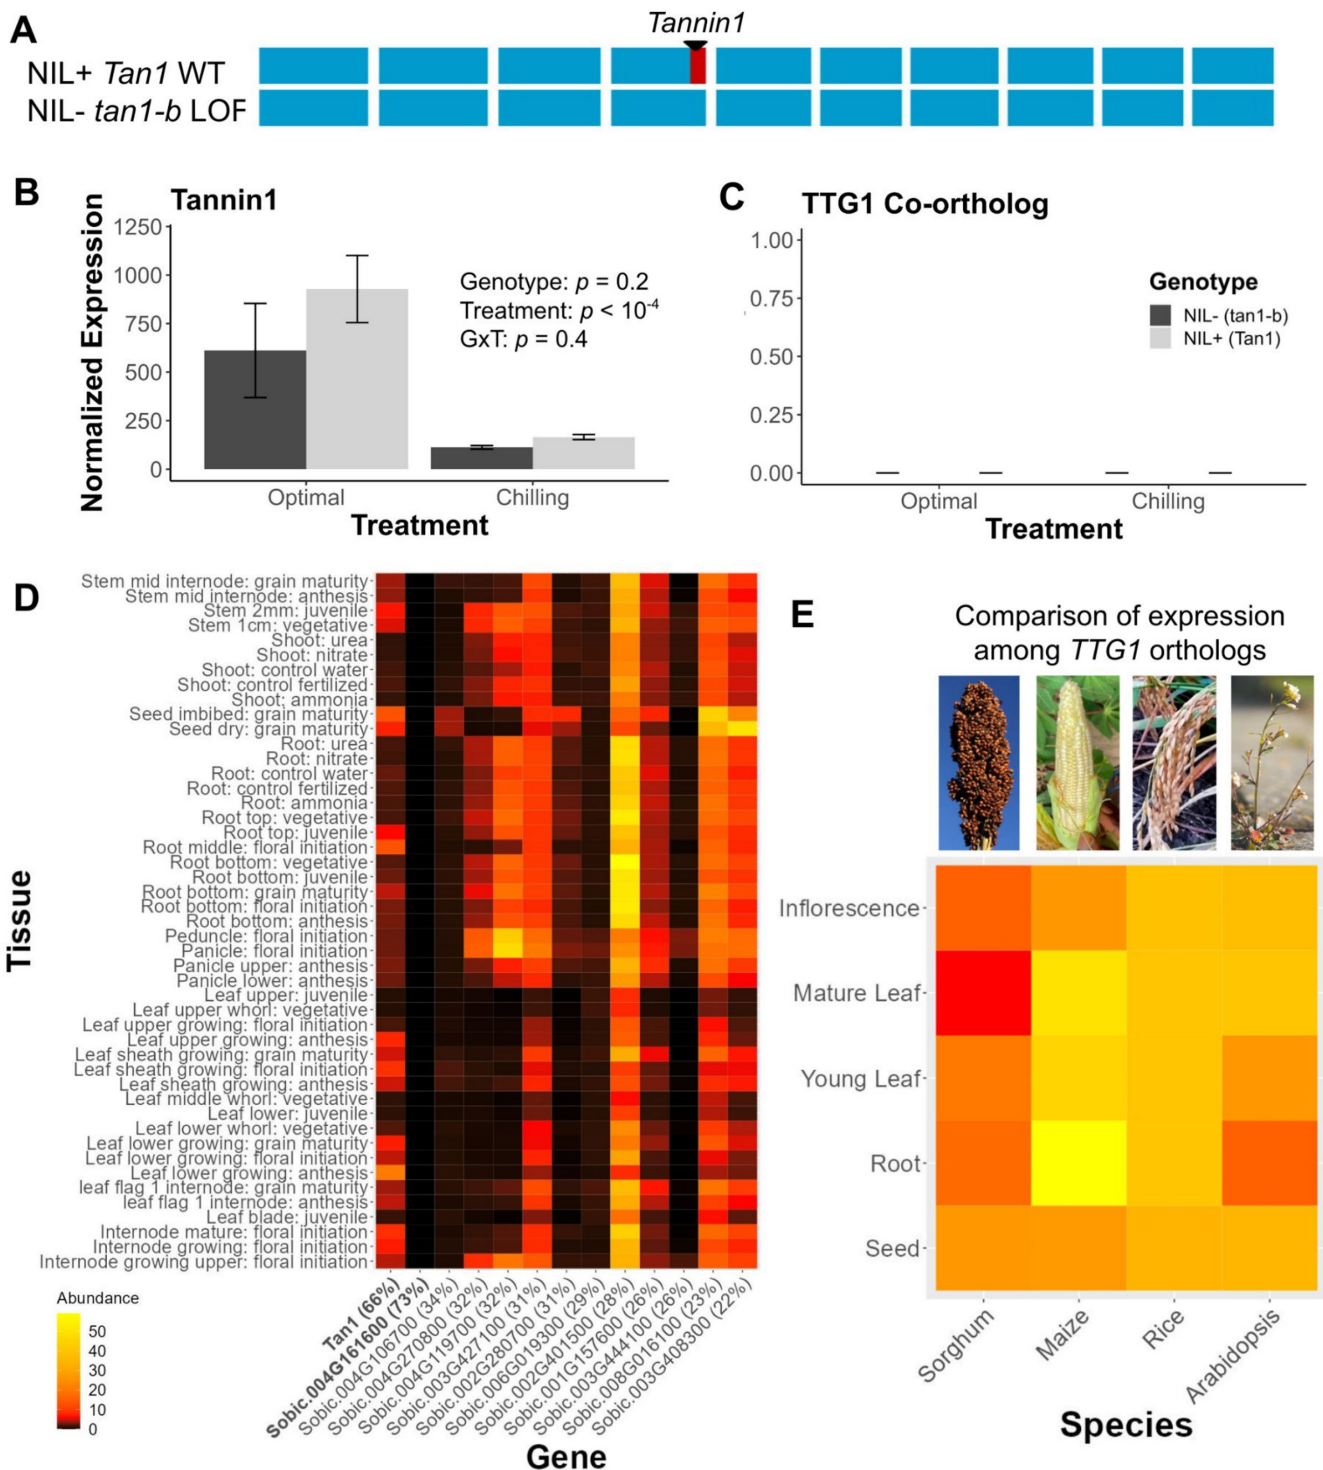 A
Tannin1
NIL+ Tan1 WT
NIL- tan1-b LOF
B
Tannin1
Normalized Expression
1250
1000
750
500
250
0
Genotype: p = 0.2
Treatment: p < 10-4
GxT: p = 0.4
Optimal
Chilling
Treatment
C
TTG1 Co-ortholog
1.00
0.75
0.50
0.25
0.00
Genotype
NIL- (tan1-b)
NIL+ (Tan1)
Optimal
Chilling
Treatment
D
Tissue
Stem mid internode: grain maturity
Stem mid internode: anthesis
Stem 2mm: juvenile
Stem 1cm: vegetative
Shoot: urea
Shoot: nitrate
Shoot: control water
Shoot: control fertilized
Shoot: ammonia
Seed imbibed: grain maturity
Seed dry: grain maturity
Root: urea
Root: nitrate
Root: control water
Root: control fertilized
Root: ammonia
Root top: vegetative
Root top: juvenile
Root middle: floral initiation
Root bottom: vegetative
Root bottom: juvenile
Root bottom: grain maturity
Root bottom: floral initiation
Root bottom: anthesis
Peduncle: floral initiation
Panicle: floral initiation
Panicle upper: anthesis
Panicle lower: anthesis
Leaf upper: juvenile
Leaf upper whorl: vegetative
Leaf upper growing: floral initiation
Leaf upper growing: anthesis
Leaf sheath growing: grain maturity
Leaf sheath growing: floral initiation
Leaf sheath growing: anthesis
Leaf middle whorl: vegetative
Leaf lower: juvenile
Leaf lower whorl: vegetative
Leaf lower growing: grain maturity
Leaf lower growing: floral initiation
Leaf lower growing: anthesis
leaf flag 1 internode: grain maturity
leaf flag 1 internode: anthesis
Leaf blade: juvenile
Internode mature: floral initiation
Internode growing: floral initiation
Internode growing upper: floral initiation
Tan1 (66%)
Sobic.004G161600 (73%)
Sobic.004G106700 (34%)
Sobic.004G270800 (32%)
Sobic.004G119700 (32%)
Sobic.003G427100 (31%)
Sobic.002G280700 (31%)
Sobic.006G019300 (29%)
Sobic.002G401500 (28%)
Sobic.001G157600 (26%)
Sobic.003G444100 (26%)
Sobic.008G016100 (23%)
Sobic.003G408300 (22%)
Gene
Abundance
50
40
30
20
10
0
E
Comparison of expression
among TTG1 orthologs
Inflorescence
Mature Leaf
Young Leaf
Root
Seed
Sorghum
Maize
Rice
Arabidopsis
Species